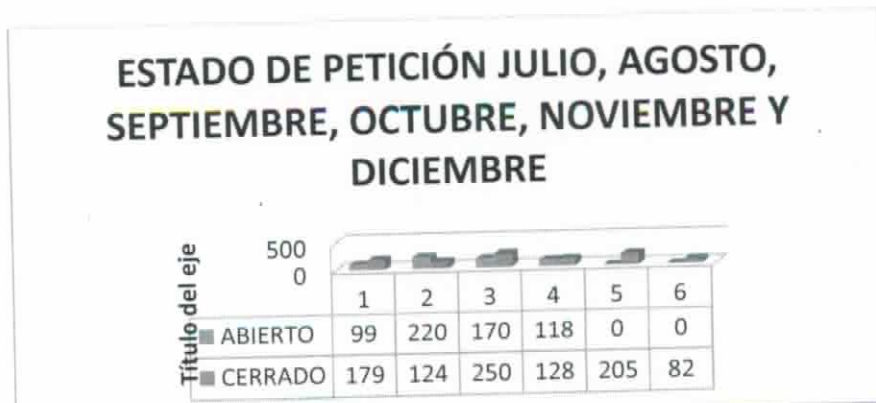 ESTADO DE PETICIÓN JULIO, AGOSTO,
SEPTIEMBRE, OCTUBRE, NOVIEMBRE Y
DICIEMBRE
Título del eje
500
0
1 2 3 4 5 6
ABIERTO 99 220 170 118 0 0
CERRADO 179 124 250 128 205 82